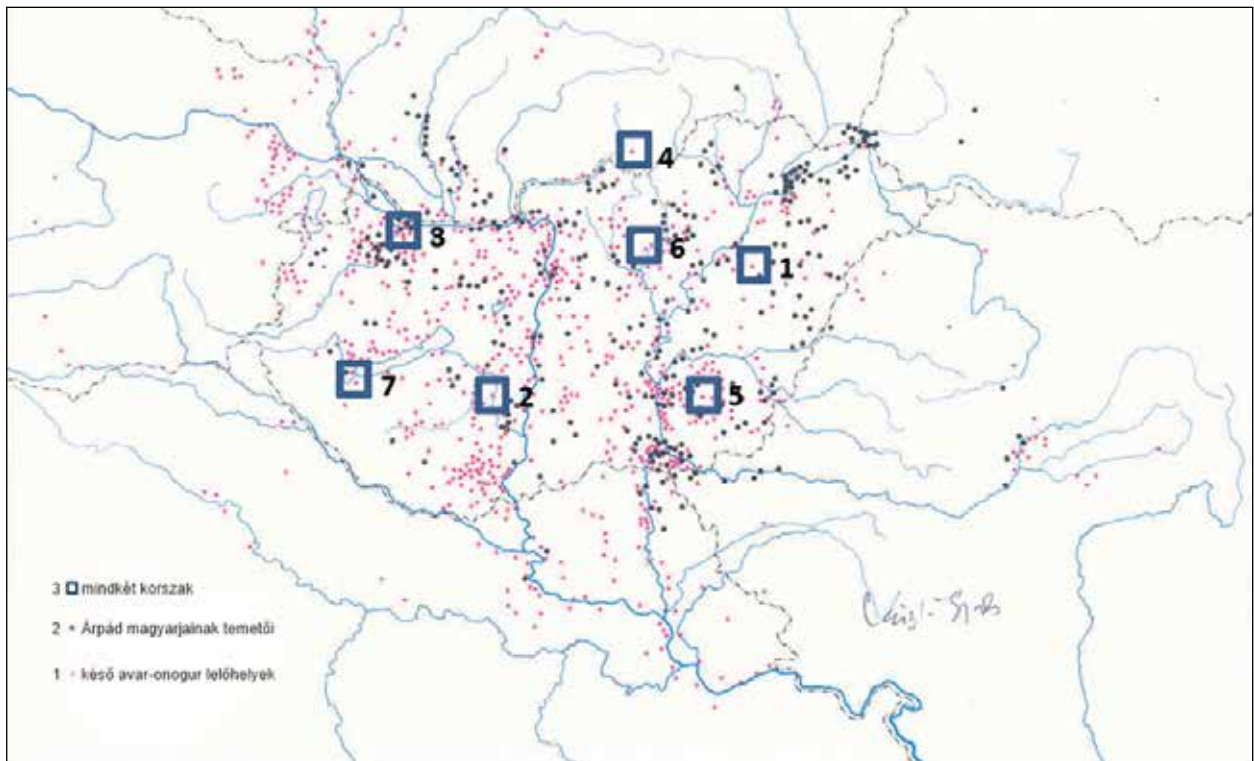 4
3
6
1
7
2
5
3 mindkét korszak
2 • Árpád magyarjainak temetői
1 • késő avar-onogur lelőhelyek